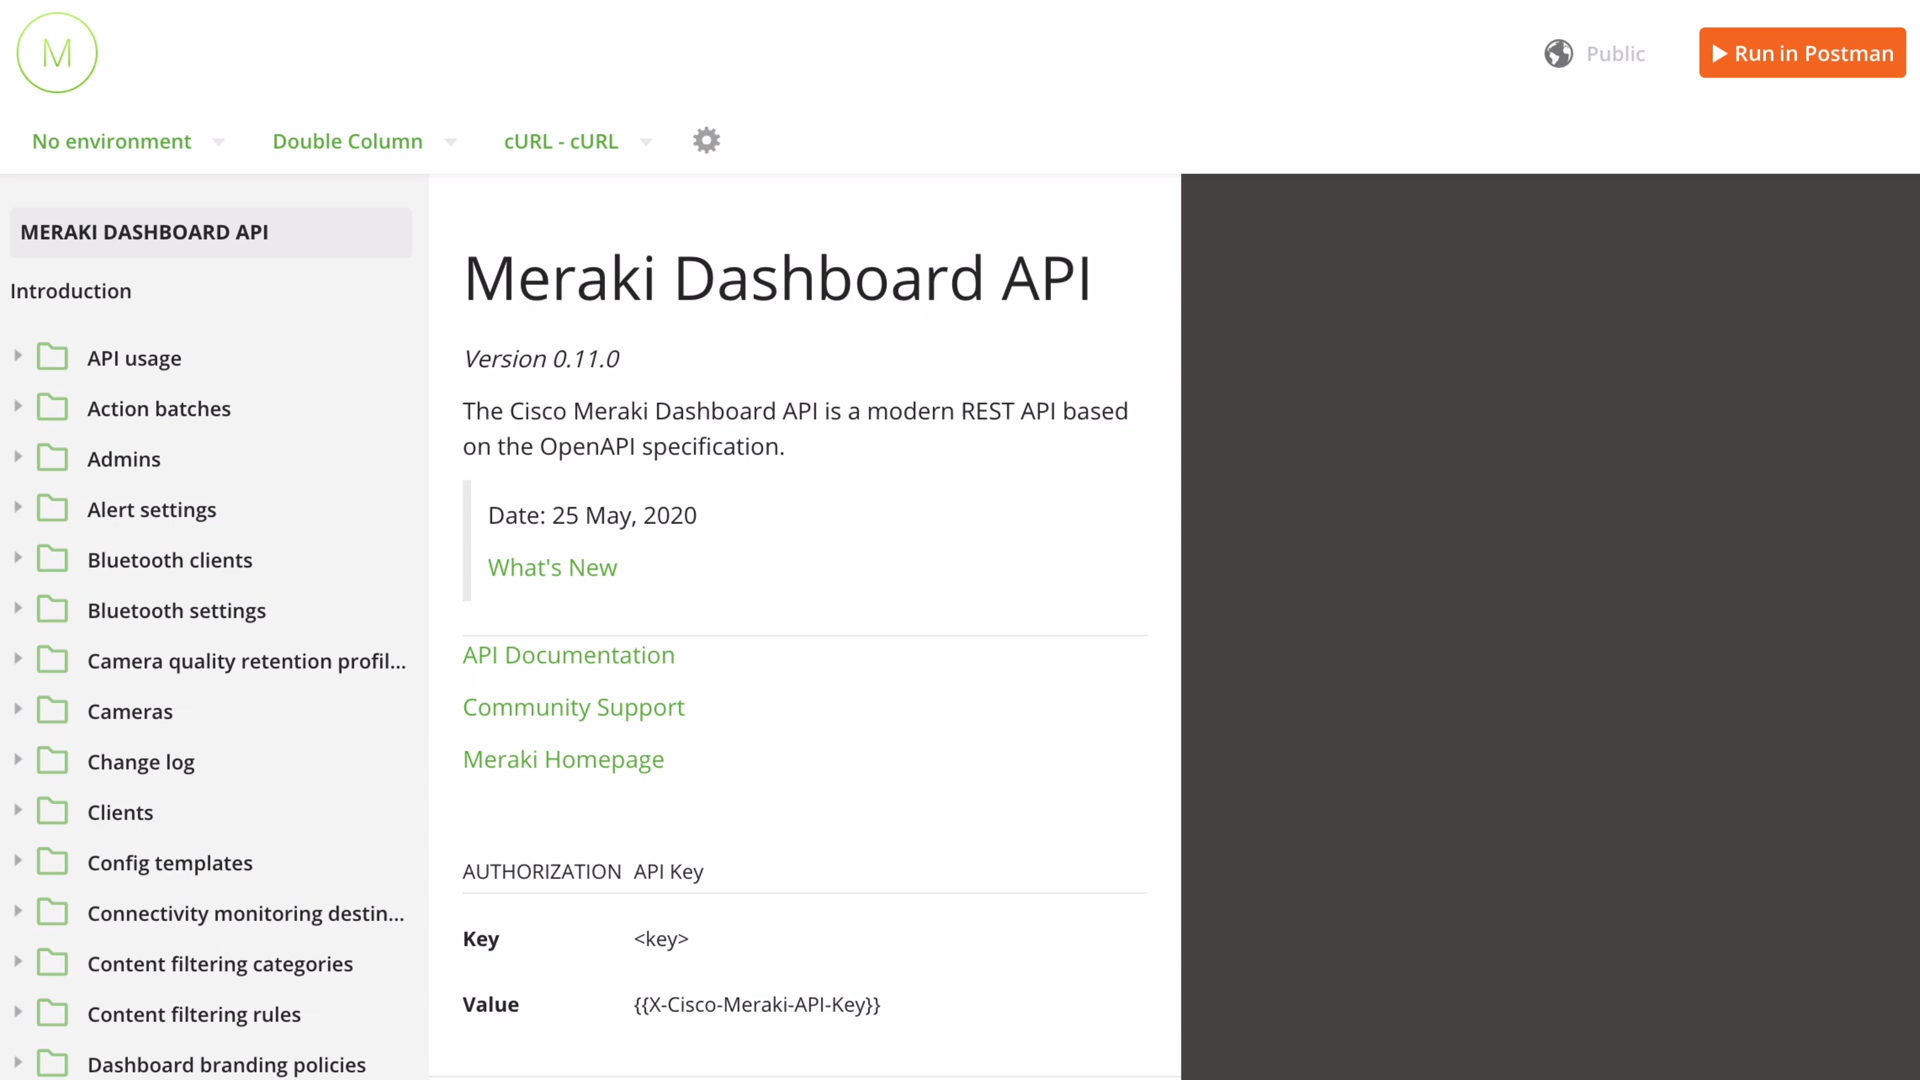 M
Public
Run in Postman
No environment
Double Column
cURL - cURL
MERAKI DASHBOARD API
Introduction
API usage
Action batches
Admins
Alert settings
Bluetooth clients
Bluetooth settings
Camera quality retention profil...
Cameras
Change log
Clients
Config templates
Connectivity monitoring destin...
Content filtering categories
Content filtering rules
Dashboard branding policies
Meraki Dashboard API
Version 0.11.0
The Cisco Meraki Dashboard API is a modern REST API based
on the OpenAPI specification.
Date: 25 May, 2020
What's New
API Documentation
Community Support
Meraki Homepage
AUTHORIZATION API Key
Key <key>
Value {{X-Cisco-Meraki-API-Key}}